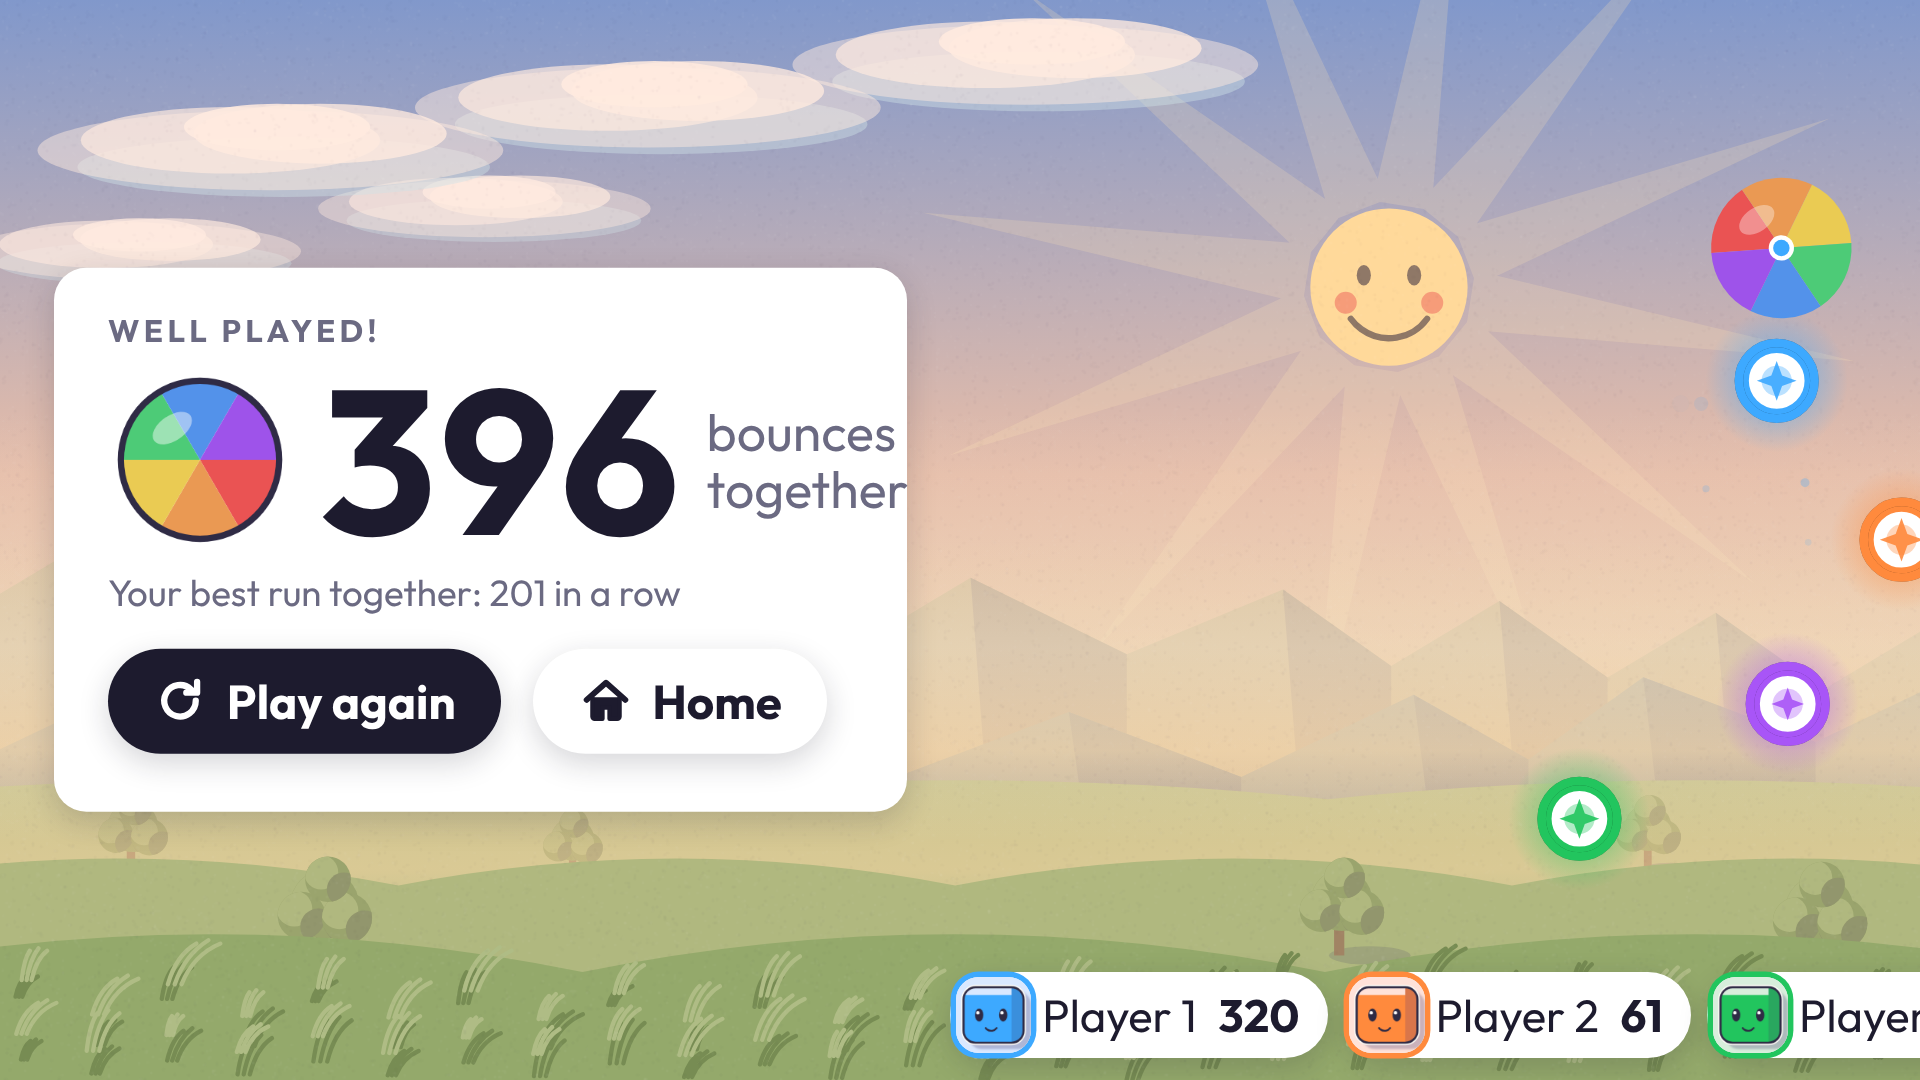 WELL PLAYED!
396 bounces together
Your best run together: 201 in a row
Play again Home
Player 1 320 Player 2 61 Player